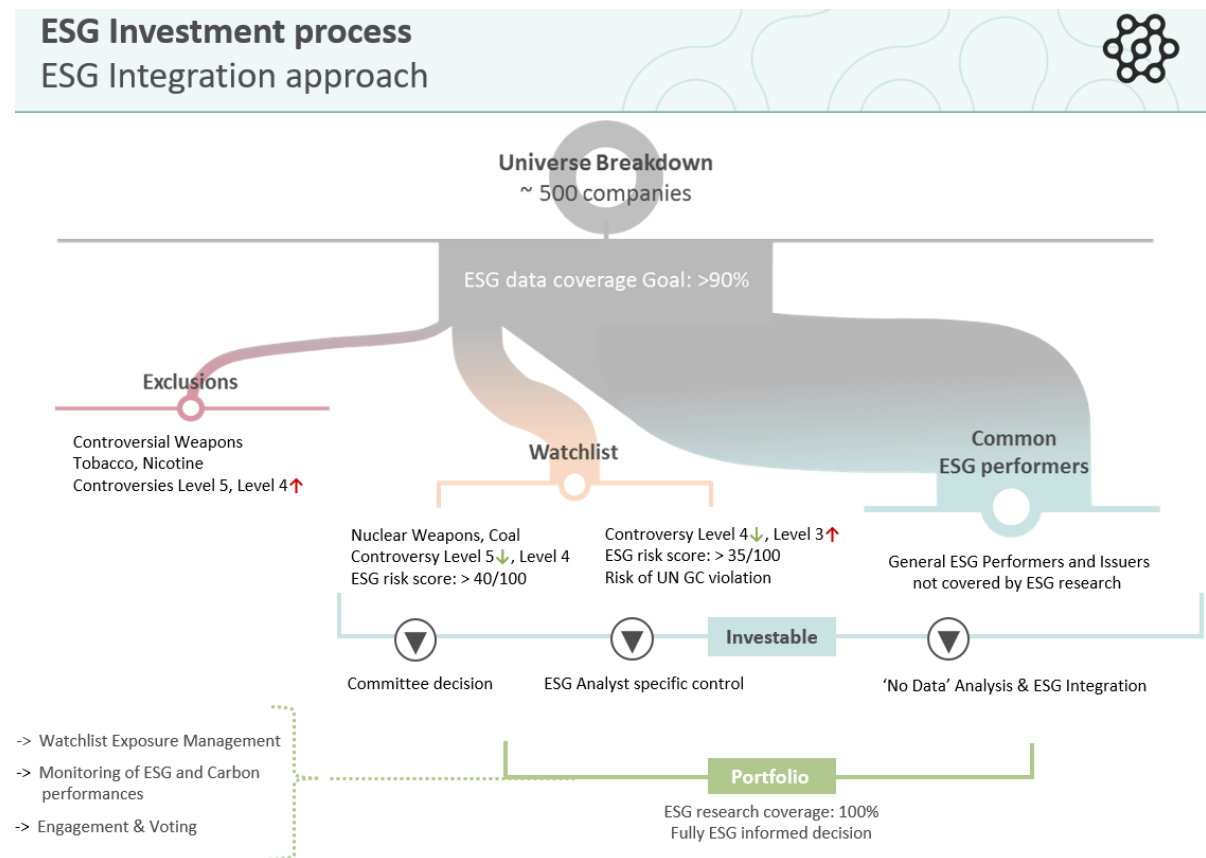 ESG Investment process
ESG Integration approach
Universe Breakdown
~ 500 companies
ESG data coverage Goal: >90%
Exclusions
Controversial Weapons
Tobacco, Nicotine
Controversies Level 5, Level 4↑
Watchlist
Nuclear Weapons, Coal
Controversy Level 5↓, Level 4
ESG risk score: > 40/100
Controversy Level 4↓, Level 3↑
ESG risk score: > 35/100
Risk of UN GC violation
Common
ESG performers
General ESG Performers and Issuers
not covered by ESG research
Investable
Committee decision
ESG Analyst specific control
‘No Data’ Analysis & ESG Integration
-> Watchlist Exposure Management
-> Monitoring of ESG and Carbon
performances
-> Engagement & Voting
Portfolio
ESG research coverage: 100%
Fully ESG informed decision